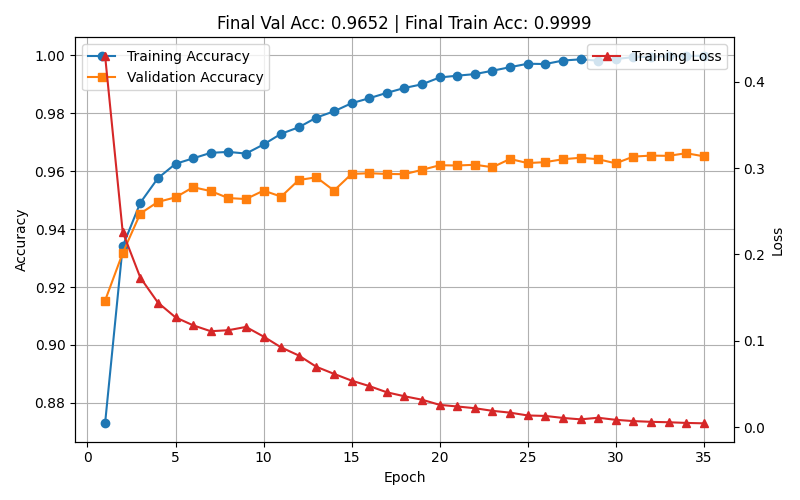 Final Val Acc: 0.9652 | Final Train Acc: 0.9999
Training Accuracy
Validation Accuracy
Training Loss
1.00
0.98
0.96
0.94
0.92
0.90
0.88
Accuracy
0.4
0.3
0.2
0.1
0.0
Loss
0 5 10 15 20 25 30 35
Epoch